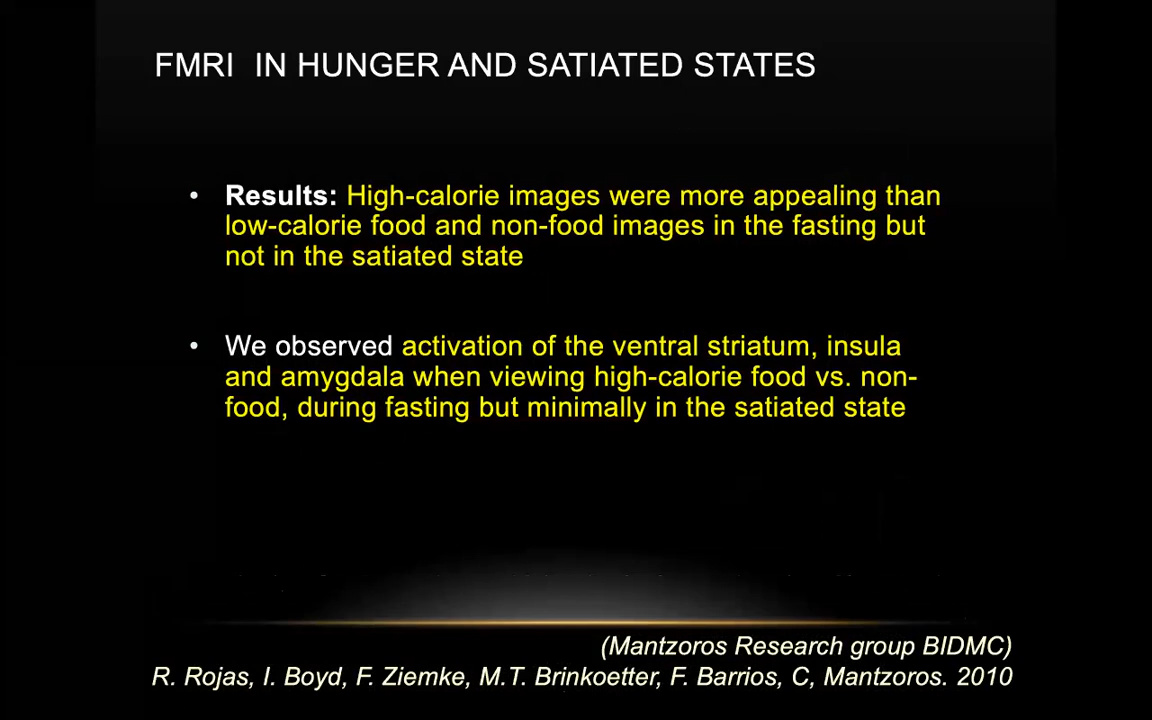 FMRI IN HUNGER AND SATIATED STATES
• Results: High-calorie images were more appealing than
low-calorie food and non-food images in the fasting but
not in the satiated state
• We observed activation of the ventral striatum, insula
and amygdala when viewing high-calorie food vs. non-
food, during fasting but minimally in the satiated state
(Mantzoros Research group BIDMC)
R. Rojas, I. Boyd, F. Ziemke, M.T. Brinkoetter, F. Barrios, C, Mantzoros. 2010